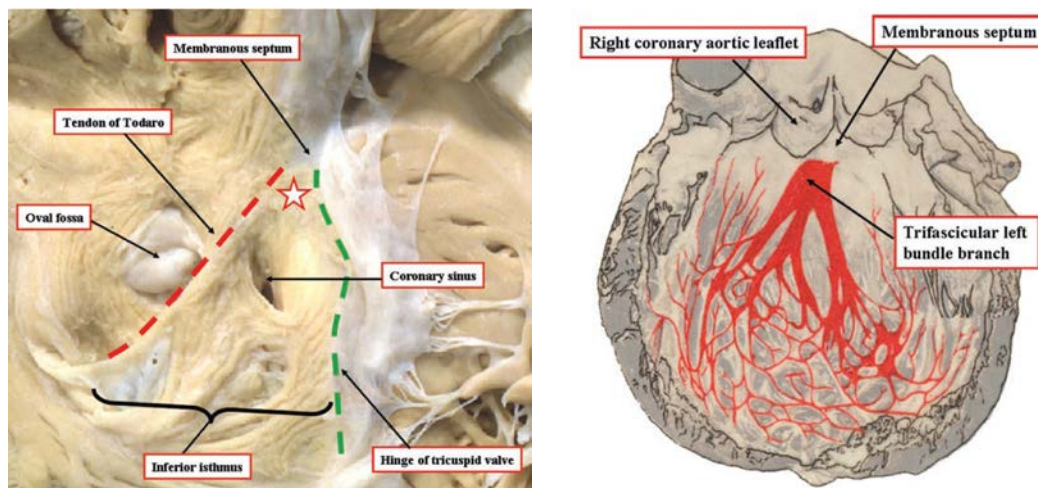 Membranous septum
Tendon of Todaro
Oval fossa
Coronary sinus
Inferior isthmus
Hinge of tricuspid valve
Right coronary aortic leaflet
Membranous septum
Trifascicular left
bundle branch